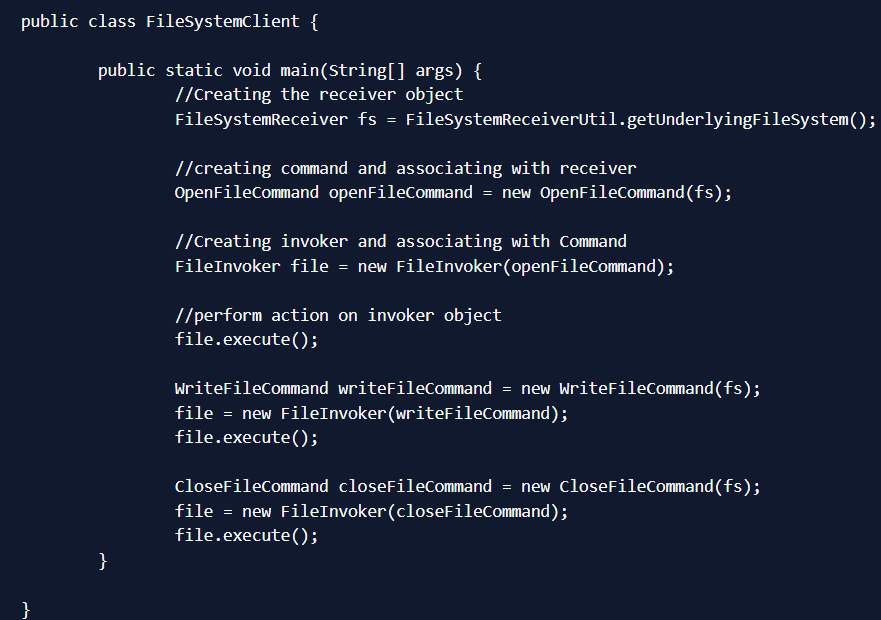 public class FileSystemClient {
public static void main(String[] args) {
//Creating the receiver object
FileSystemReceiver fs = FileSystemReceiverUtil.getUnderlyingFileSystem();
//creating command and associating with receiver
OpenFileCommand openFileCommand = new OpenFileCommand(fs);
//Creating invoker and associating with Command
FileInvoker file = new FileInvoker(openFileCommand);
//perform action on invoker object
file.execute();
WriteFileCommand writeFileCommand = new WriteFileCommand(fs);
file = new FileInvoker(writeFileCommand);
file.execute();
CloseFileCommand closeFileCommand = new CloseFileCommand(fs);
file = new FileInvoker(closeFileCommand);
file.execute();
}
}